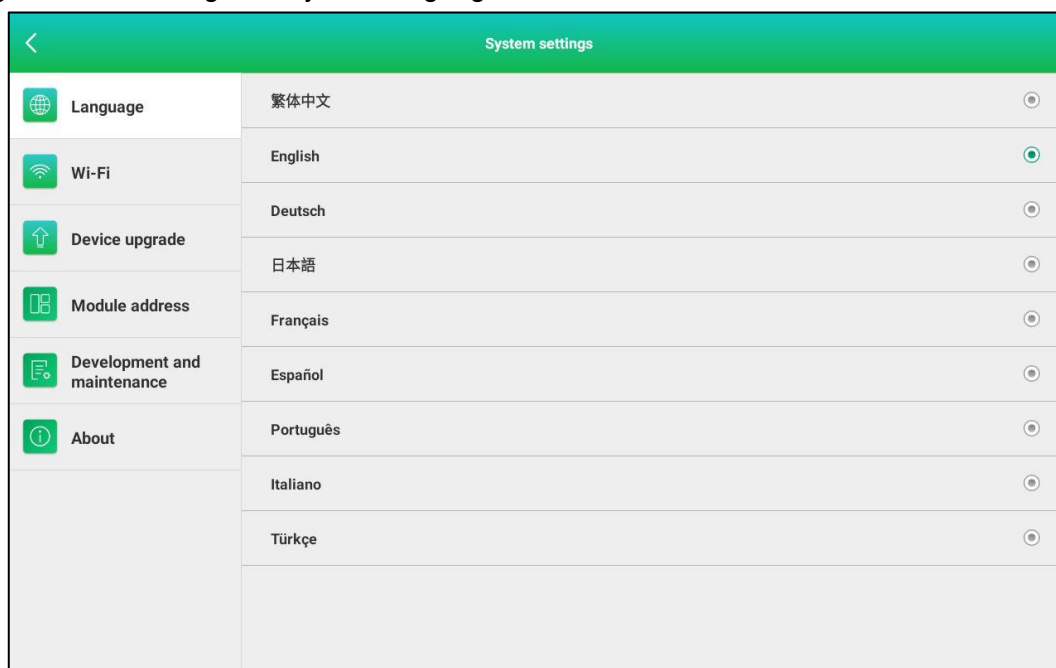 System settings
Language
Wi-Fi
Device upgrade
Module address
Development and
maintenance
About
繁体中文
English
Deutsch
日本語
Français
Español
Português
Italiano
Türkçe